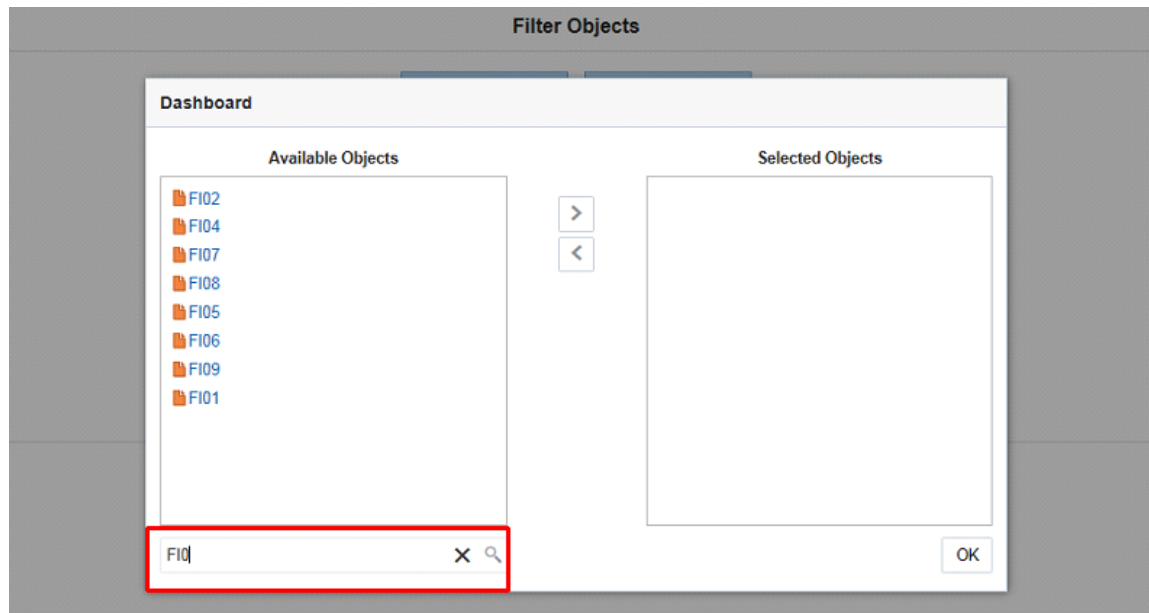 Filter Objects
Dashboard
Available Objects
Selected Objects
FI02
FI04
FI07
FI08
FI05
FI06
FI09
FI01
FI0
OK